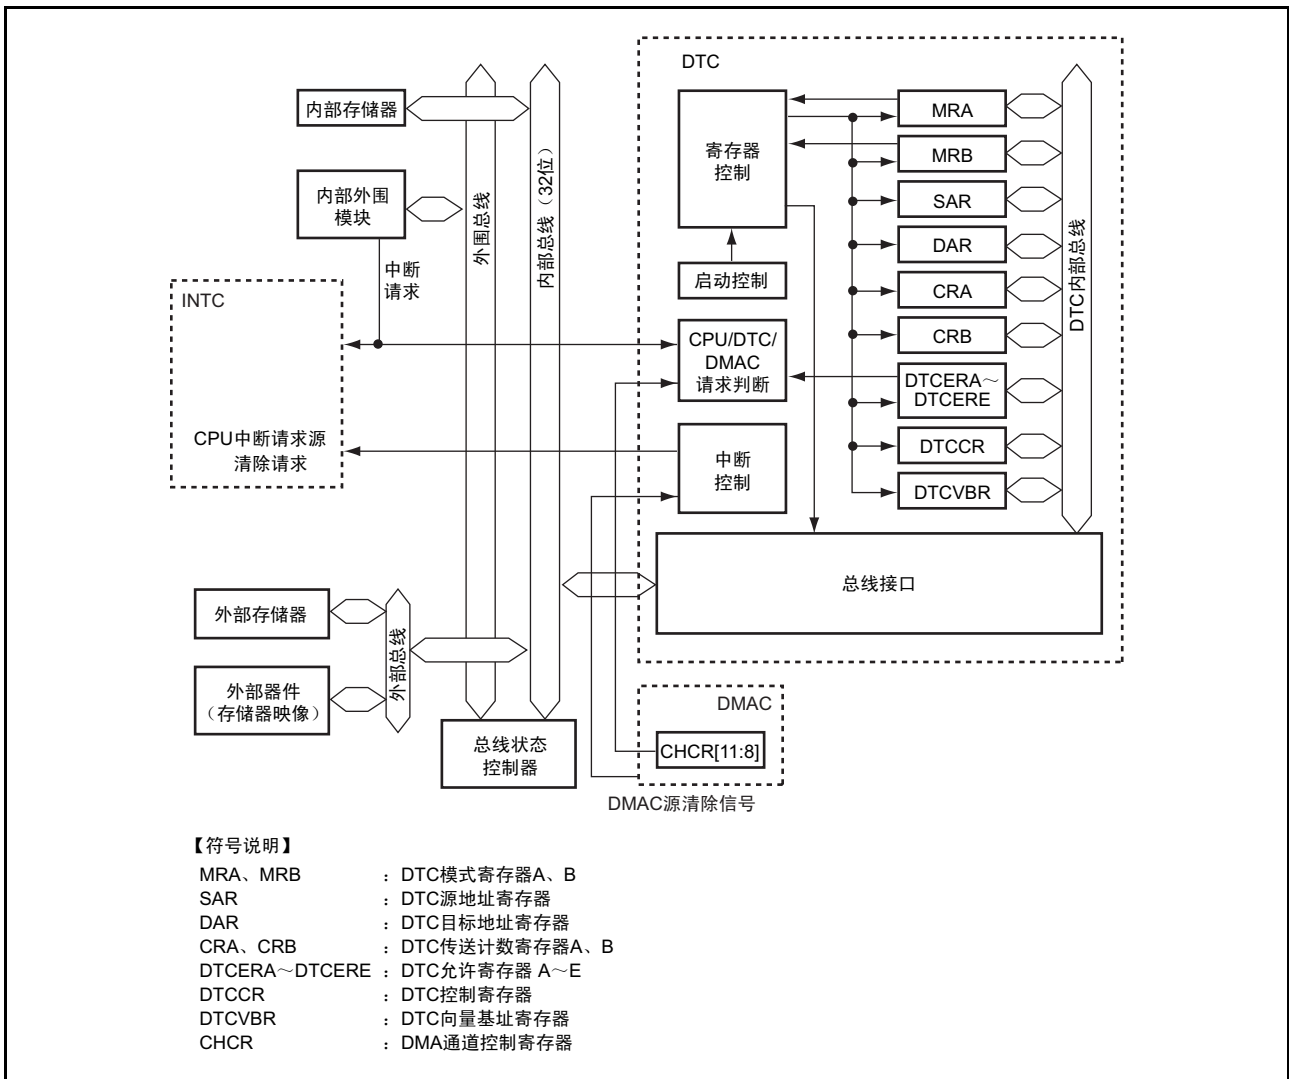 DTC
内部存储器
内部外围
模块
中断
请求
外围总线
内部总线（32位）
INTC
CPU中断请求源
清除请求
寄存器
控制
启动控制
CPU/DTC/
DMAC
请求判断
中断
控制
MRA
MRB
SAR
DAR
CRA
CRB
DTCERA～
DTCERE
DTCCR
DTCVBR
DTC内部总线
总线接口
外部存储器
外部器件
（存储器映像）
外部总线
总线状态
控制器
DMAC
CHCR[11:8]
DMAC源清除信号
【符号说明】
MRA、MRB ：DTC模式寄存器A、B
SAR ：DTC源地址寄存器
DAR ：DTC目标地址寄存器
CRA、CRB ：DTC传送计数寄存器A、B
DTCERA～DTCERE ：DTC允许寄存器 A～E
DTCCR ：DTC控制寄存器
DTCVBR ：DTC向量基址寄存器
CHCR ：DMA通道控制寄存器